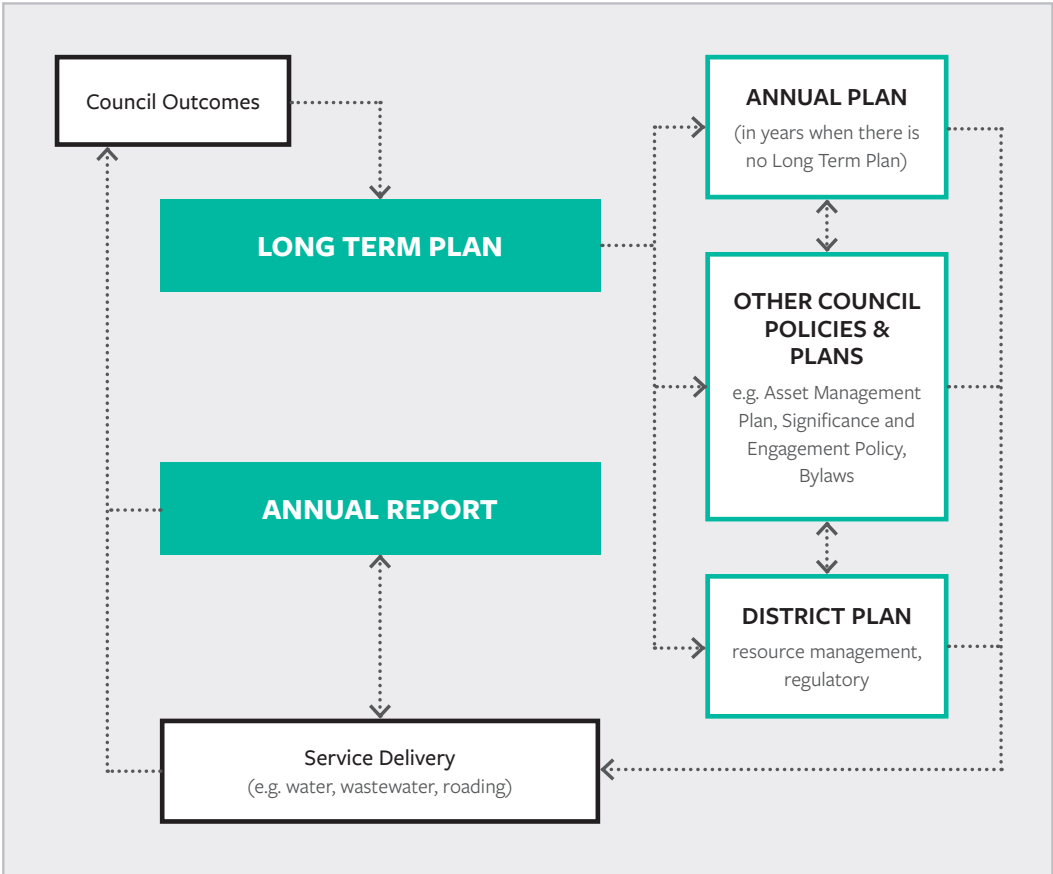 Council Outcomes
LONG TERM PLAN
ANNUAL PLAN
(in years when there is
no Long Term Plan)
OTHER COUNCIL
POLICIES &
PLANS
e.g. Asset Management
Plan, Significance and
Engagement Policy,
Bylaws
ANNUAL REPORT
DISTRICT PLAN
resource management,
regulatory
Service Delivery
(e.g. water, wastewater, roading)